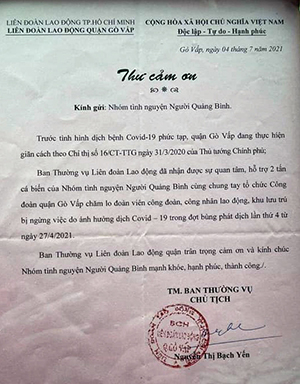 LIÊN ĐOÀN LAO ĐỘNG TP.HỒ CHÍ MINH
LIÊN ĐOÀN LAO ĐỘNG QUẬN GÒ VẤP
CỘNG HÒA XÃ HỘI CHỦ NGHĨA VIỆT NAM
Độc lập - Tự do - Hạnh phúc
Gò Vấp, ngày 04 tháng 7 năm 2021
Thư cảm ơn
Kính gửi: Nhóm tình nguyện Người Quảng Bình.
Trước tình hình dịch bệnh Covid-19 phức tạp, quận Gò Vấp đang thực hiện
giãn cách theo Chỉ thị số 16/CT-TTG ngày 31/3/2020 của Thủ tướng Chính phủ;
Ban Thường vụ Liên đoàn Lao động đã nhận được sự quan tâm, hỗ trợ 2 tấn
cá biển của Nhóm tình nguyện Người Quảng Bình cùng chung tay tổ chức Công
đoàn quận Gò Vấp chăm lo đoàn viên công đoàn, công nhân lao động, khu lưu trú
bị ngừng việc do ảnh hưởng dịch Covid – 19 trong đợt bùng phát dịch lần thứ 4 từ
ngày 27/4/2021.
Ban Thường vụ Liên đoàn Lao động quận trân trọng cảm ơn và kính chúc
Nhóm tình nguyện Người Quảng Bình mạnh khỏe, hạnh phúc, thành công./.
TM. BAN THƯỜNG VỤ
CHỦ TỊCH
BCH
LIÊN ĐOÀN LAO ĐỘNG
Q.GÒ VẤP
Nguyễn Thị Bạch Yến